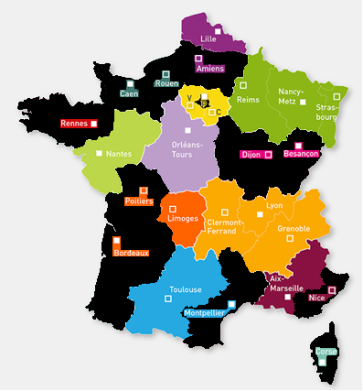 Lille
Amiens
Rouen
Caen
V
P
C
Reims
Nancy-
Metz
Stras-
bourg
Rennes
Nantes
Orléans-
Tours
Dijon
Besancon
Poitiers
Limoges
Clermont-
Ferrand
Lyon
Grenoble
Bordeaux
Toulouse
Montpellier
Aix-
Marseille
Nice
Corse